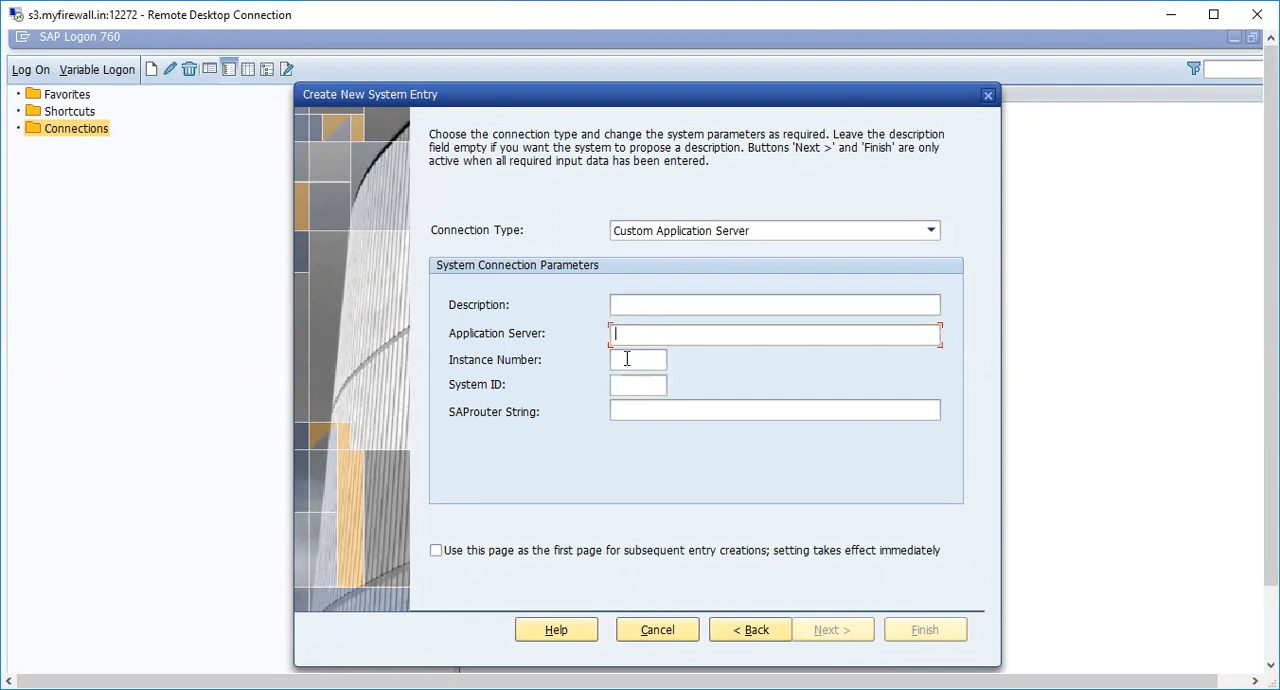 s3.myfirewall.in:12272 - Remote Desktop Connection
SAP Logon 760
Log On Variable Logon
Favorites
Shortcuts
Connections
Create New System Entry
Choose the connection type and change the system parameters as required. Leave the description
field empty if you want the system to propose a description. Buttons 'Next >' and 'Finish' are only
active when all required input data has been entered.
Connection Type: Custom Application Server
System Connection Parameters
Description:
Application Server:
Instance Number:
System ID:
SAProuter String:
Use this page as the first page for subsequent entry creations; setting takes effect immediately
Help Cancel < Back Next > Finish